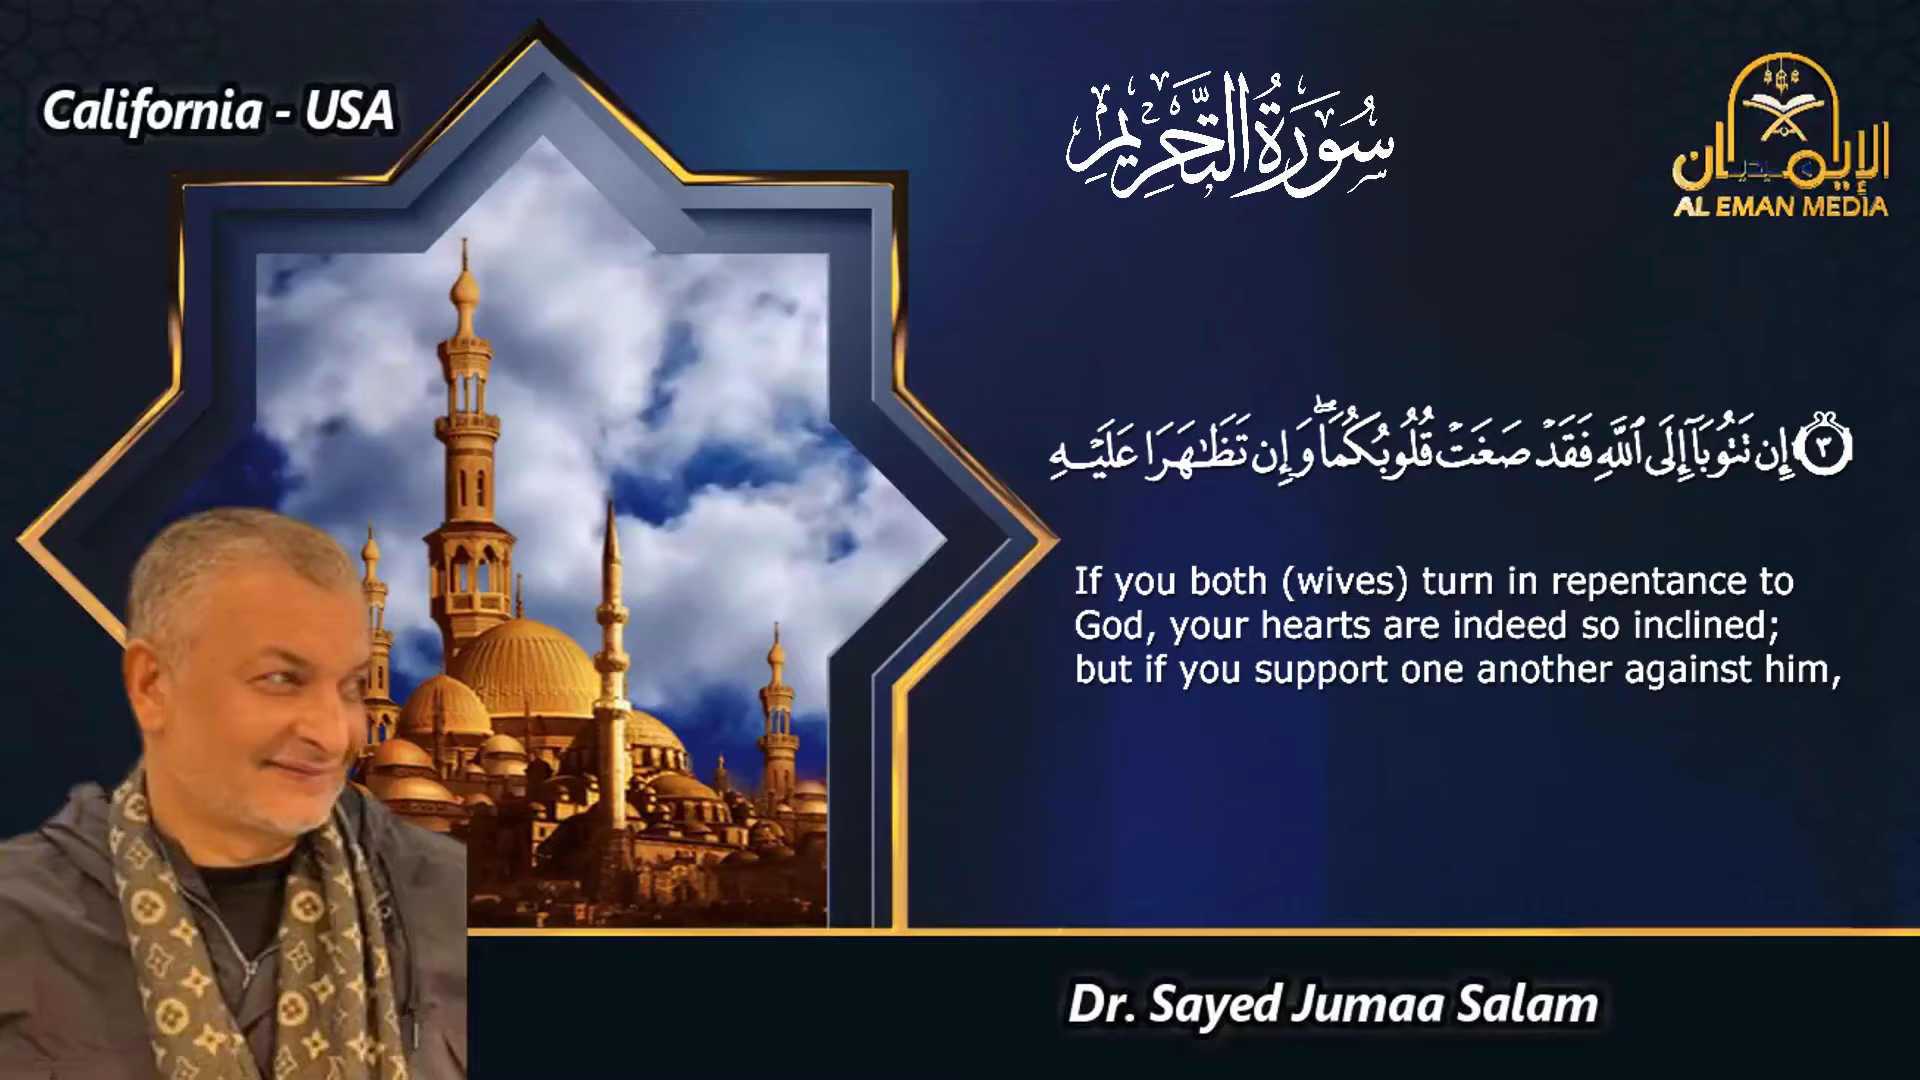 California - USA
سُورَةُ التَّحْرِيمِ
الإيمان
AL EMAN MEDIA
٣ إِن تَتُوبَآ إِلَى ٱللَّهِ فَقَدْ صَغَتْ قُلُوبُكُمَا ۖ وَإِن تَظَـٰهَرَا عَلَيْهِ
If you both (wives) turn in repentance to
God, your hearts are indeed so inclined;
but if you support one another against him,
Dr. Sayed Jumaa Salam